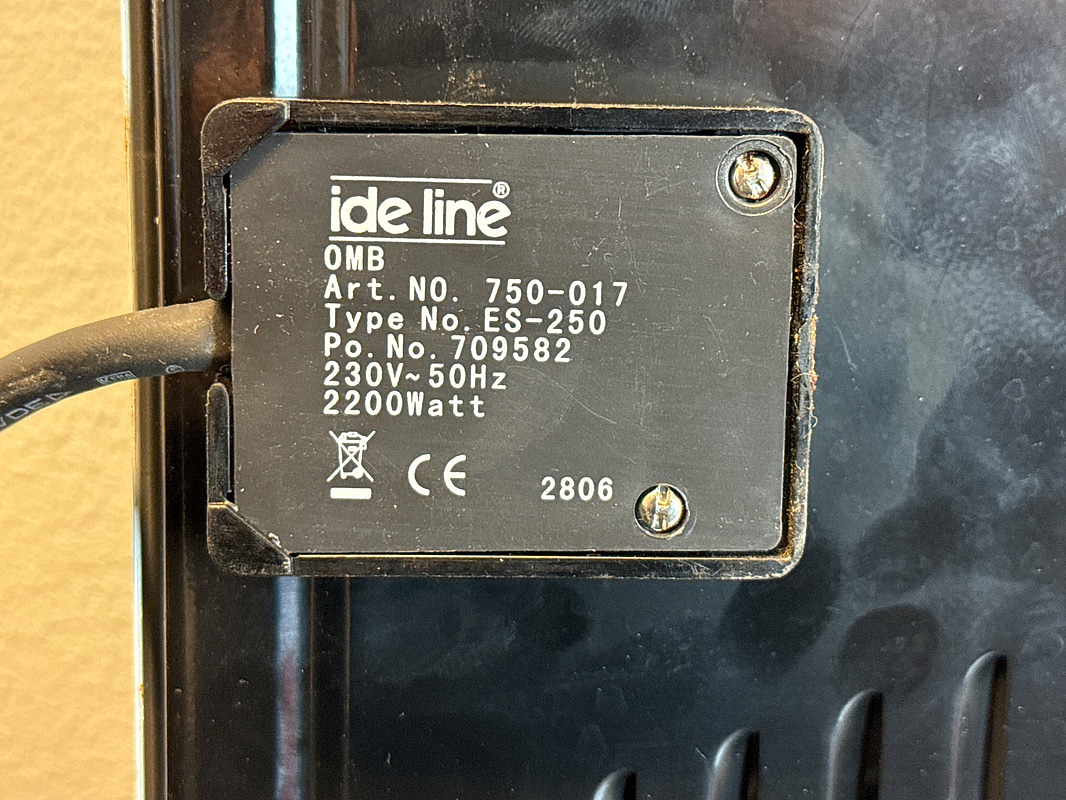 ide line®
OMB
Art. NO. 750-017
Type No. ES-250
Po. No. 709582
230V~50Hz
2200Watt
CE
2806